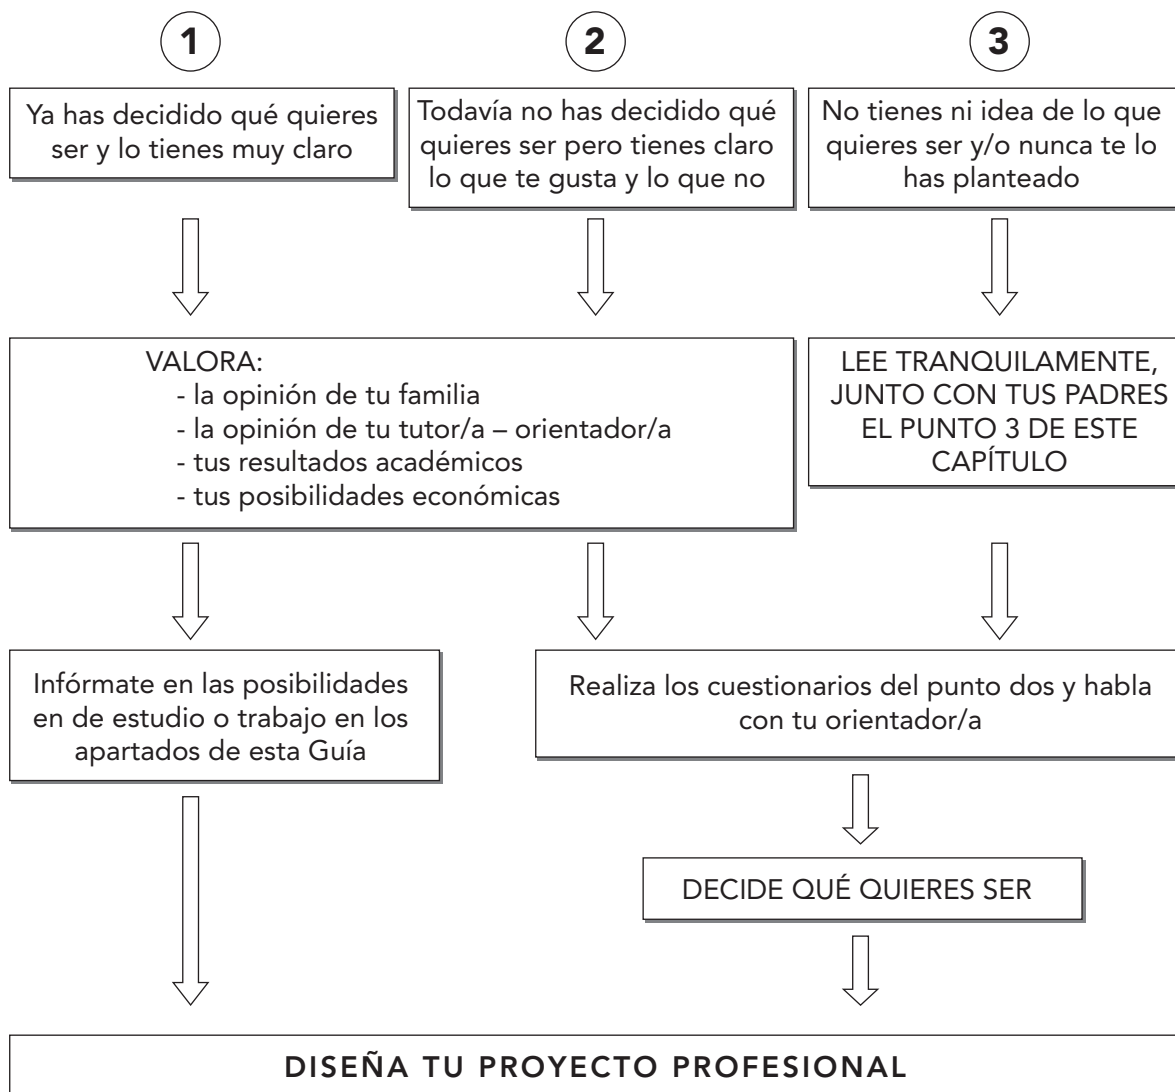 1
2
3
Ya has decidido qué quieres
ser y lo tienes muy claro
Todavía no has decidido qué
quieres ser pero tienes claro
lo que te gusta y lo que no
No tienes ni idea de lo que
quieres ser y/o nunca te lo
has planteado
VALORA:
- la opinión de tu familia
- la opinión de tu tutor/a – orientador/a
- tus resultados académicos
- tus posibilidades económicas
LEE TRANQUILAMENTE,
JUNTO CON TUS PADRES
EL PUNTO 3 DE ESTE
CAPÍTULO
Infórmate en las posibilidades
en de estudio o trabajo en los
apartados de esta Guía
Realiza los cuestionarios del punto dos y habla
con tu orientador/a
DECIDE QUÉ QUIERES SER
DISEÑA TU PROYECTO PROFESIONAL